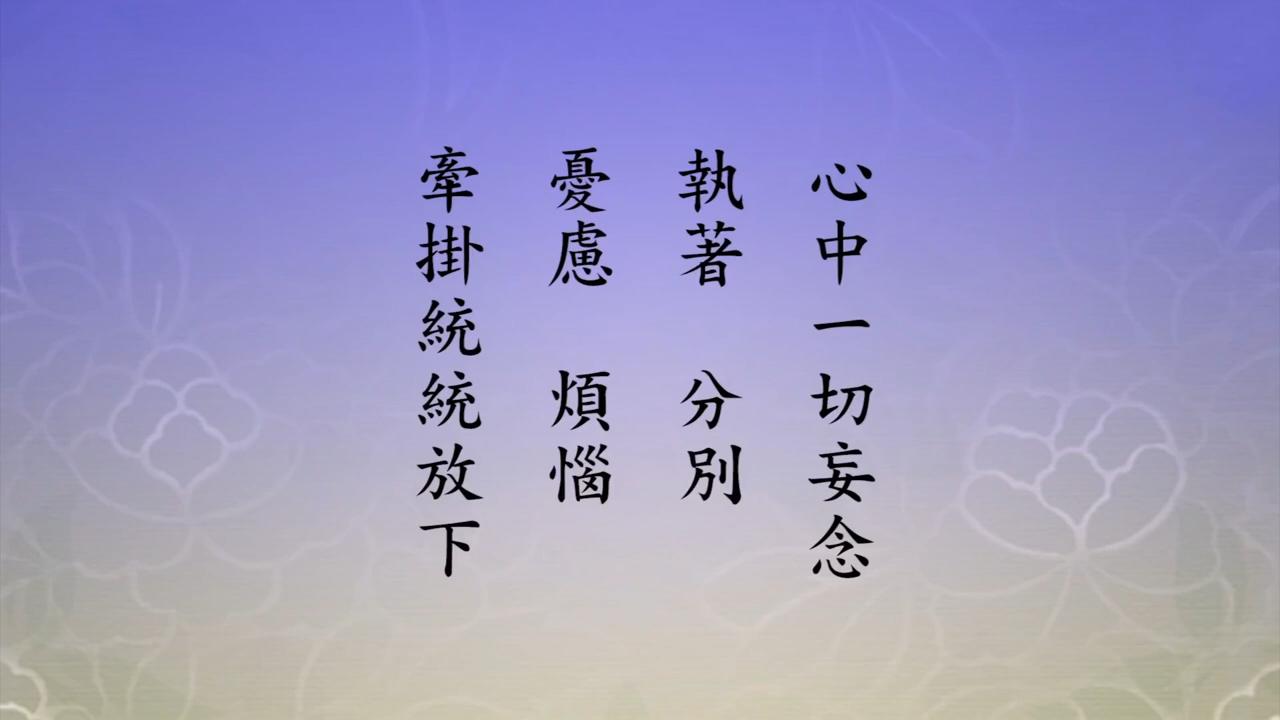 心中一切妄念
執著　分別
憂慮　煩惱
牽掛統統放下